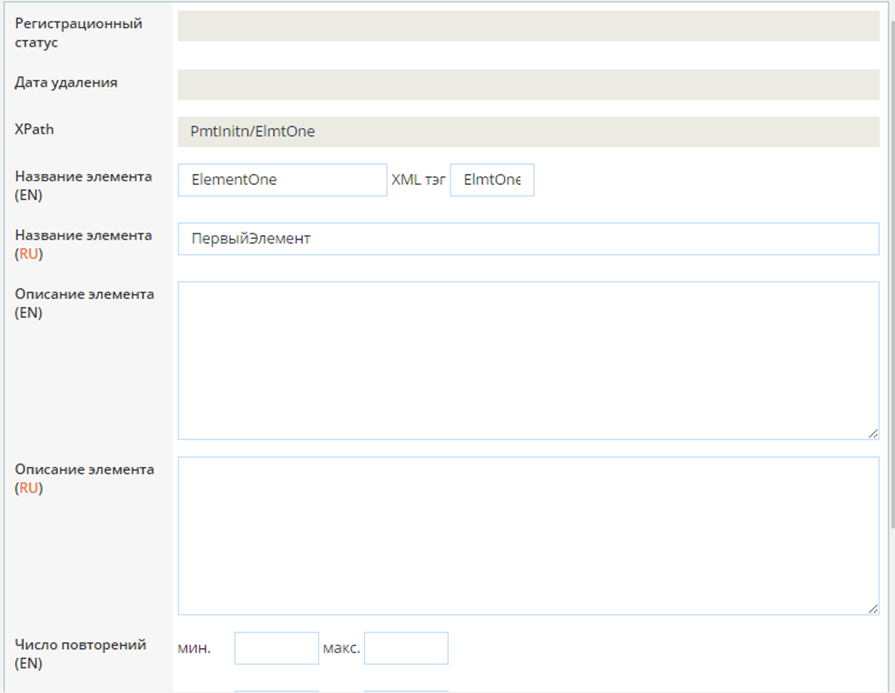 Регистрационный
статус
Дата удаления
XPath
PmtInitn/ElmtOne
Название элемента
(EN)
ElementOne XML тэг ElmtOne
Название элемента
(RU)
ПервыйЭлемент
Описание элемента
(EN)
Описание элемента
(RU)
Число повторений
(EN)
мин. макс.